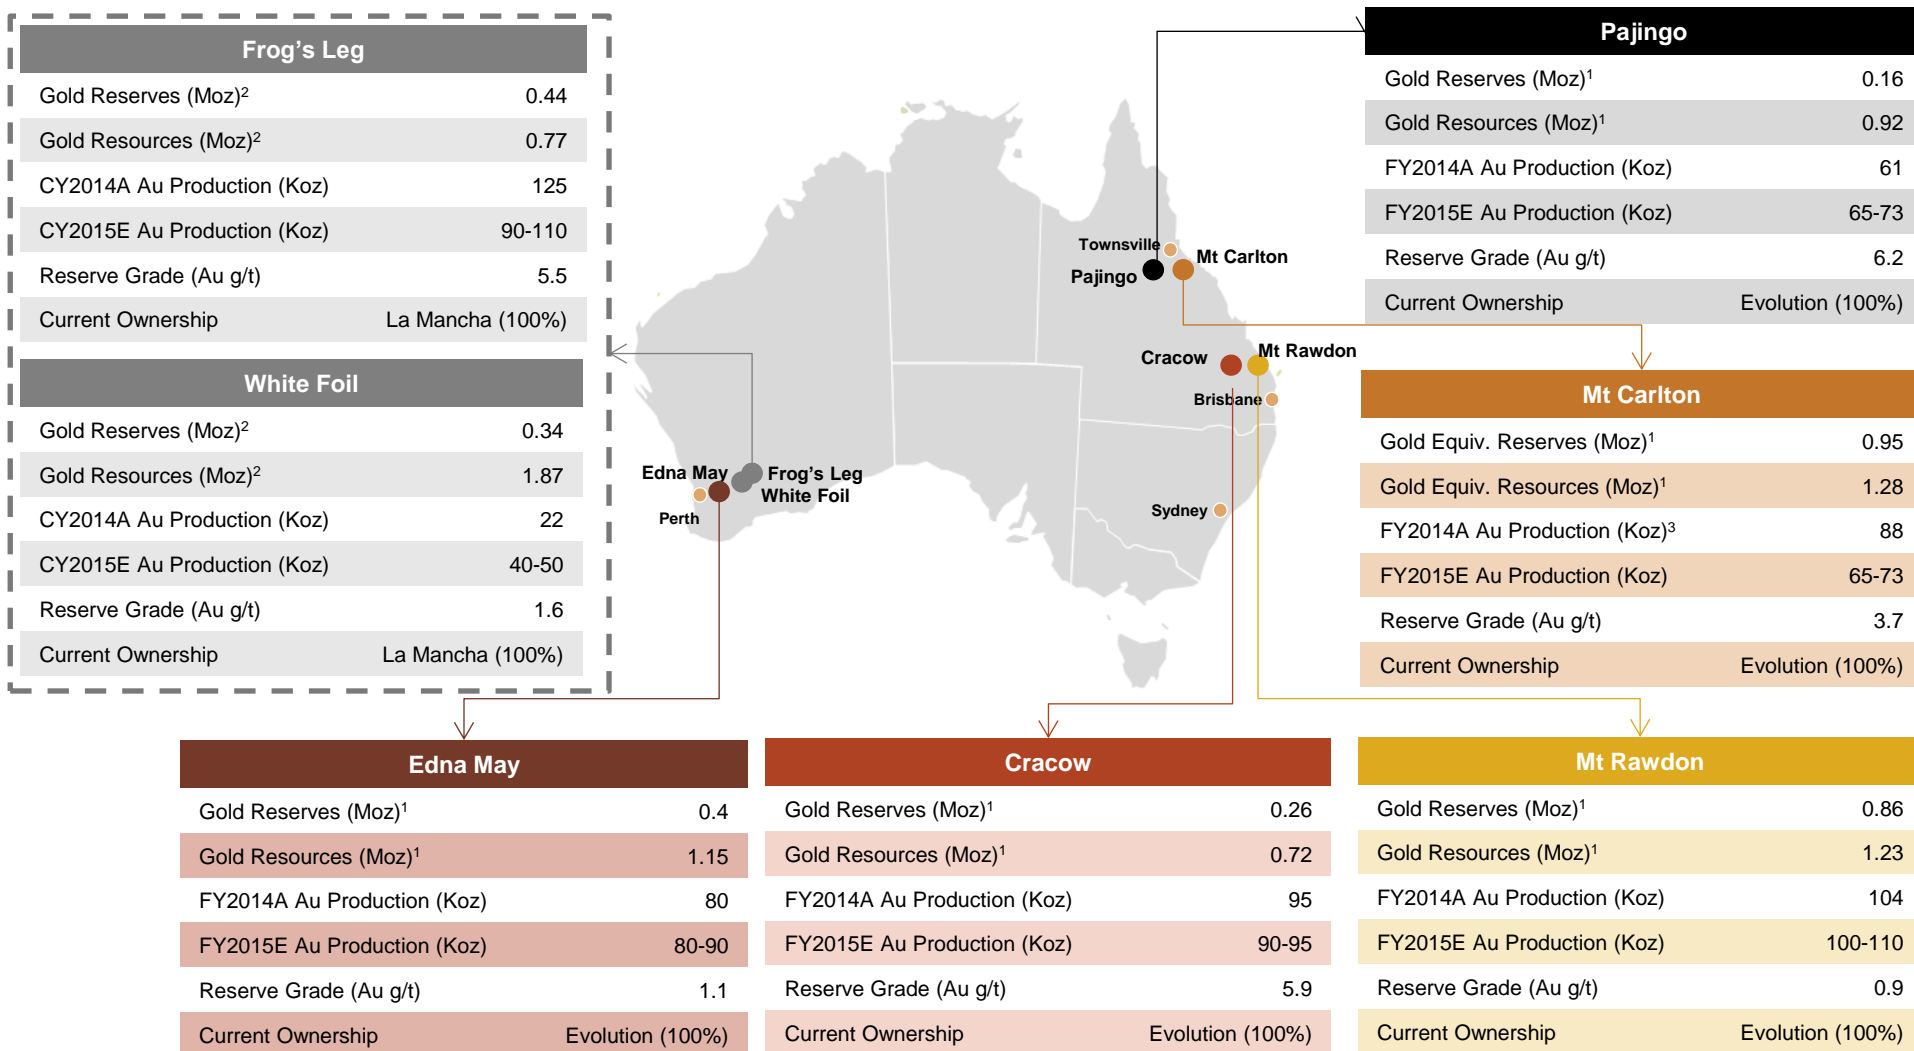 Frog's Leg
Gold Reserves (Moz)² 0.44
Gold Resources (Moz)² 0.77
CY2014A Au Production (Koz) 125
CY2015E Au Production (Koz) 90-110
Reserve Grade (Au g/t) 5.5
Current Ownership La Mancha (100%)
White Foil
Gold Reserves (Moz)² 0.34
Gold Resources (Moz)² 1.87
CY2014A Au Production (Koz) 22
CY2015E Au Production (Koz) 40-50
Reserve Grade (Au g/t) 1.6
Current Ownership La Mancha (100%)
Townsville
Mt Carlton
Pajingo
Cracow
Mt Rawdon
Brisbane
Edna May
Frog's Leg
White Foil
Perth
Sydney
Pajingo
Gold Reserves (Moz)¹ 0.16
Gold Resources (Moz)¹ 0.92
FY2014A Au Production (Koz) 61
FY2015E Au Production (Koz) 65-73
Reserve Grade (Au g/t) 6.2
Current Ownership Evolution (100%)
Mt Carlton
Gold Equiv. Reserves (Moz)¹ 0.95
Gold Equiv. Resources (Moz)¹ 1.28
FY2014A Au Production (Koz)³ 88
FY2015E Au Production (Koz) 65-73
Reserve Grade (Au g/t) 3.7
Current Ownership Evolution (100%)
Edna May
Gold Reserves (Moz)¹ 0.4
Gold Resources (Moz)¹ 1.15
FY2014A Au Production (Koz) 80
FY2015E Au Production (Koz) 80-90
Reserve Grade (Au g/t) 1.1
Current Ownership Evolution (100%)
Cracow
Gold Reserves (Moz)¹ 0.26
Gold Resources (Moz)¹ 0.72
FY2014A Au Production (Koz) 95
FY2015E Au Production (Koz) 90-95
Reserve Grade (Au g/t) 5.9
Current Ownership Evolution (100%)
Mt Rawdon
Gold Reserves (Moz)¹ 0.86
Gold Resources (Moz)¹ 1.23
FY2014A Au Production (Koz) 104
FY2015E Au Production (Koz) 100-110
Reserve Grade (Au g/t) 0.9
Current Ownership Evolution (100%)